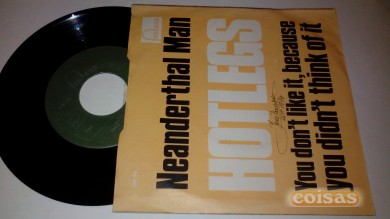 Neanderthal Man
HOTLEGS
You don't like it, because
you didn't think of it
coisas